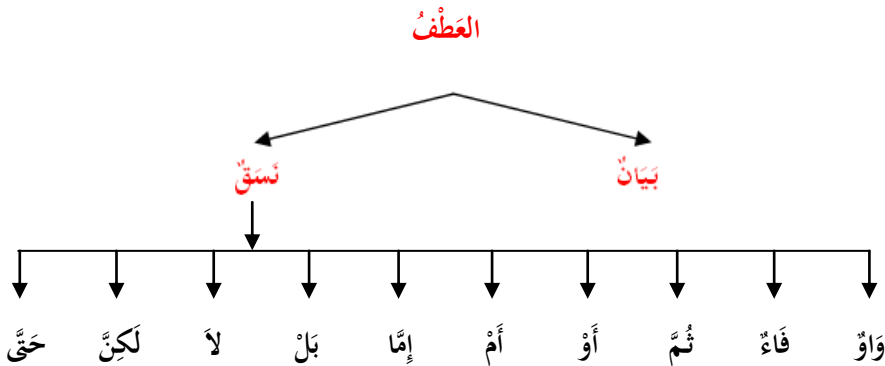 العَطْفُ
بَيَانٌ نَسَقٌ
وَاوٌ فَاءٌ ثُمَّ أَوْ أَمْ إِمَّا بَلْ لاَ لَكِنَّ حَتَّى